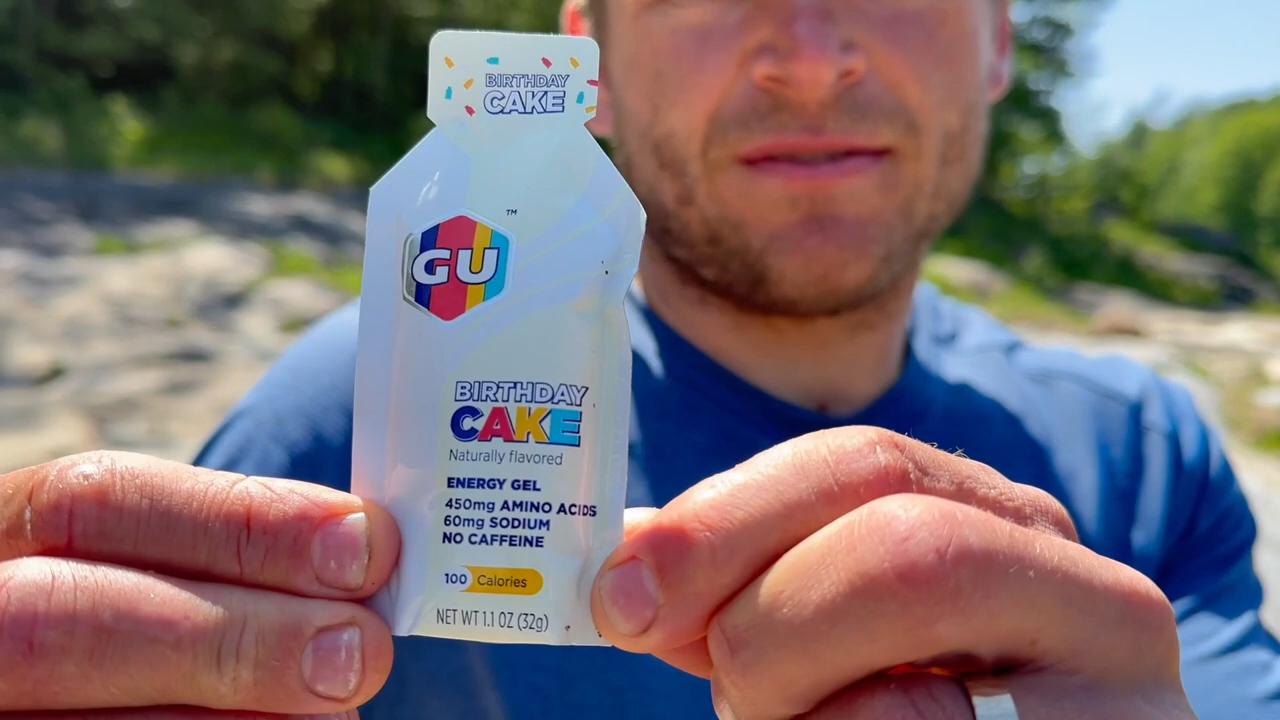 BIRTHDAY
CAKE
™
GU
BIRTHDAY
CAKE
Naturally flavored
ENERGY GEL
450mg AMINO ACIDS
60mg SODIUM
NO CAFFEINE
100 Calories
NET WT 1.1 OZ (32g)